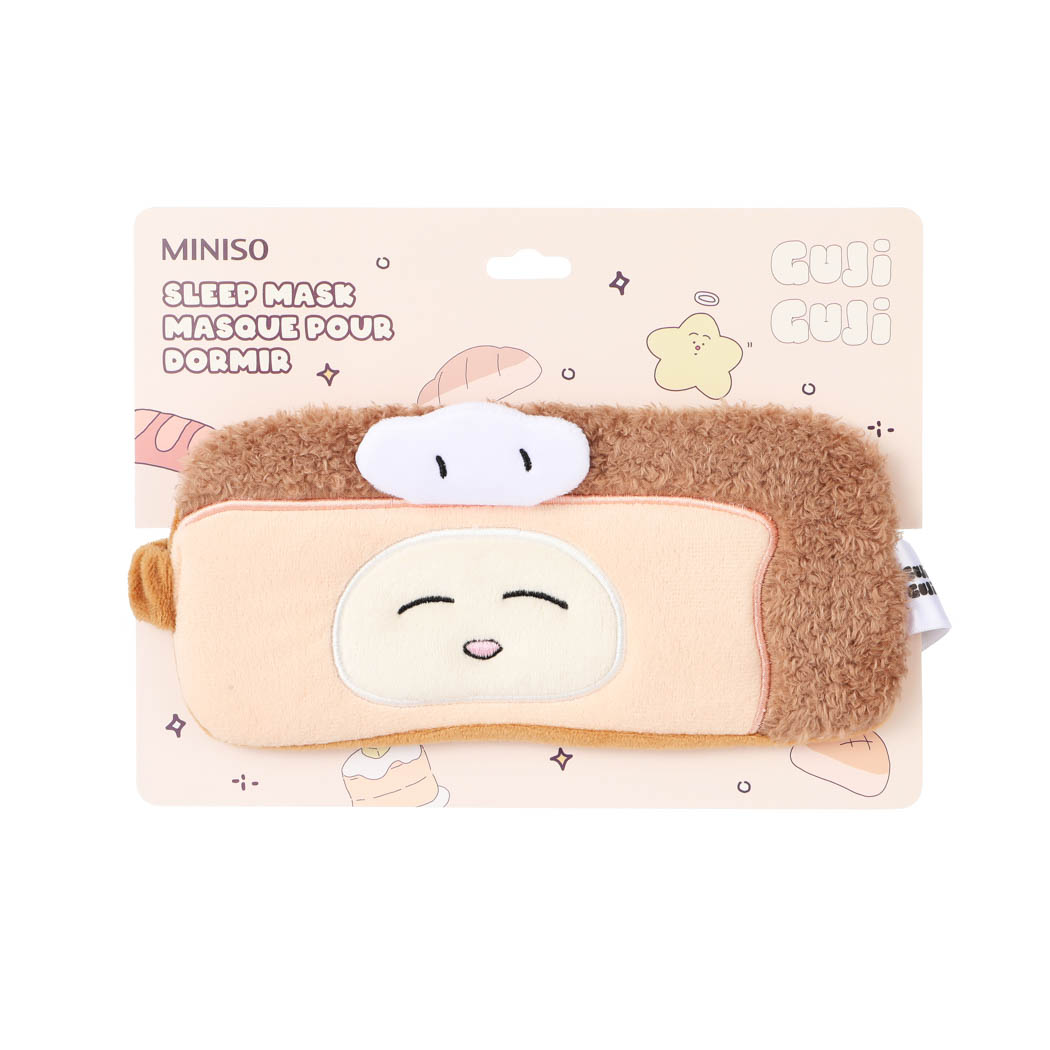 MINISO
SLEEP MASK
MASQUE POUR
DORMIR
GUJi
GUJi